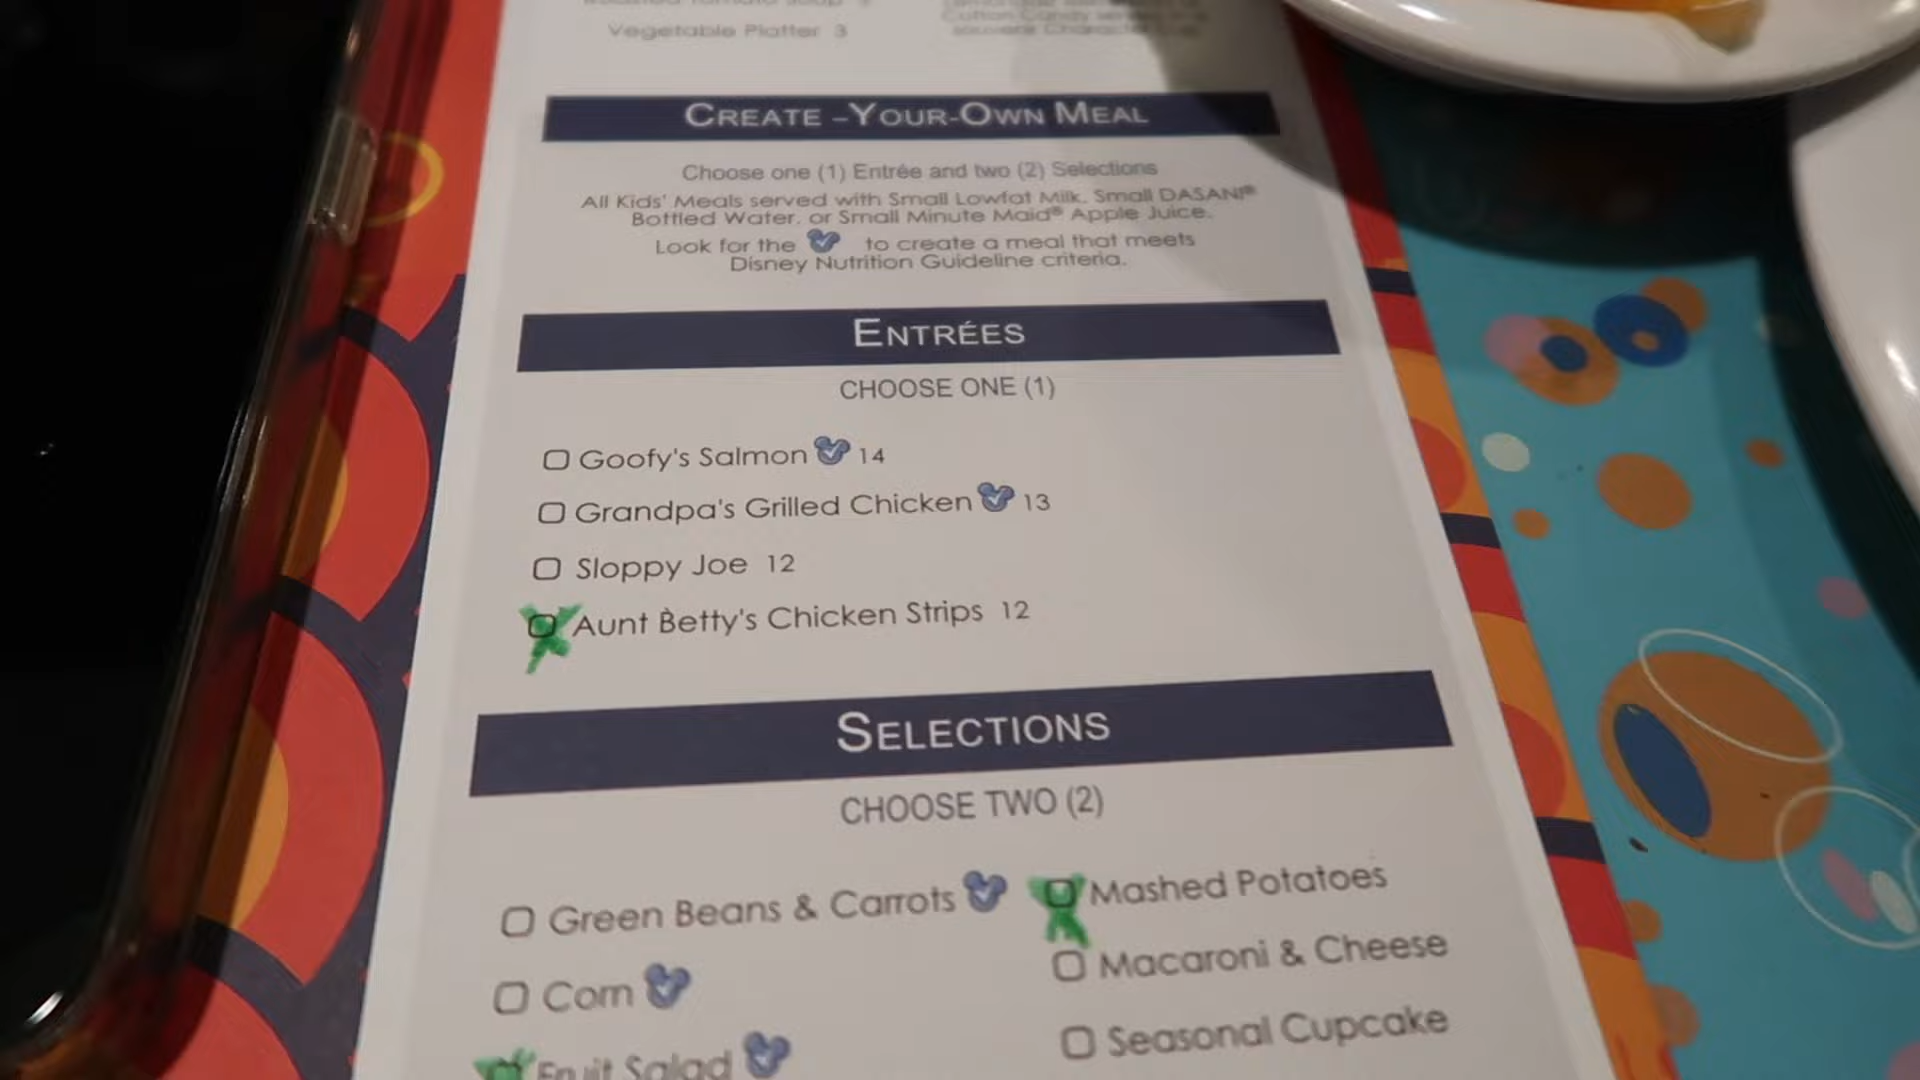 Vegetable Platter 3
CREATE –YOUR-OWN MEAL
Choose one (1) Entrée and two (2) Selections
All Kids' Meals served with Small Lowfat Milk, Small DASANI®
Bottled Water, or Small Minute Maid® Apple Juice.
Look for the to create a meal that meets
Disney Nutrition Guideline criteria.
ENTRÉES
CHOOSE ONE (1)
Goofy's Salmon 14
Grandpa's Grilled Chicken 13
Sloppy Joe 12
Aunt Betty's Chicken Strips 12
SELECTIONS
CHOOSE TWO (2)
Green Beans & Carrots
Mashed Potatoes
Corn
Macaroni & Cheese
Fruit Salad
Seasonal Cupcake